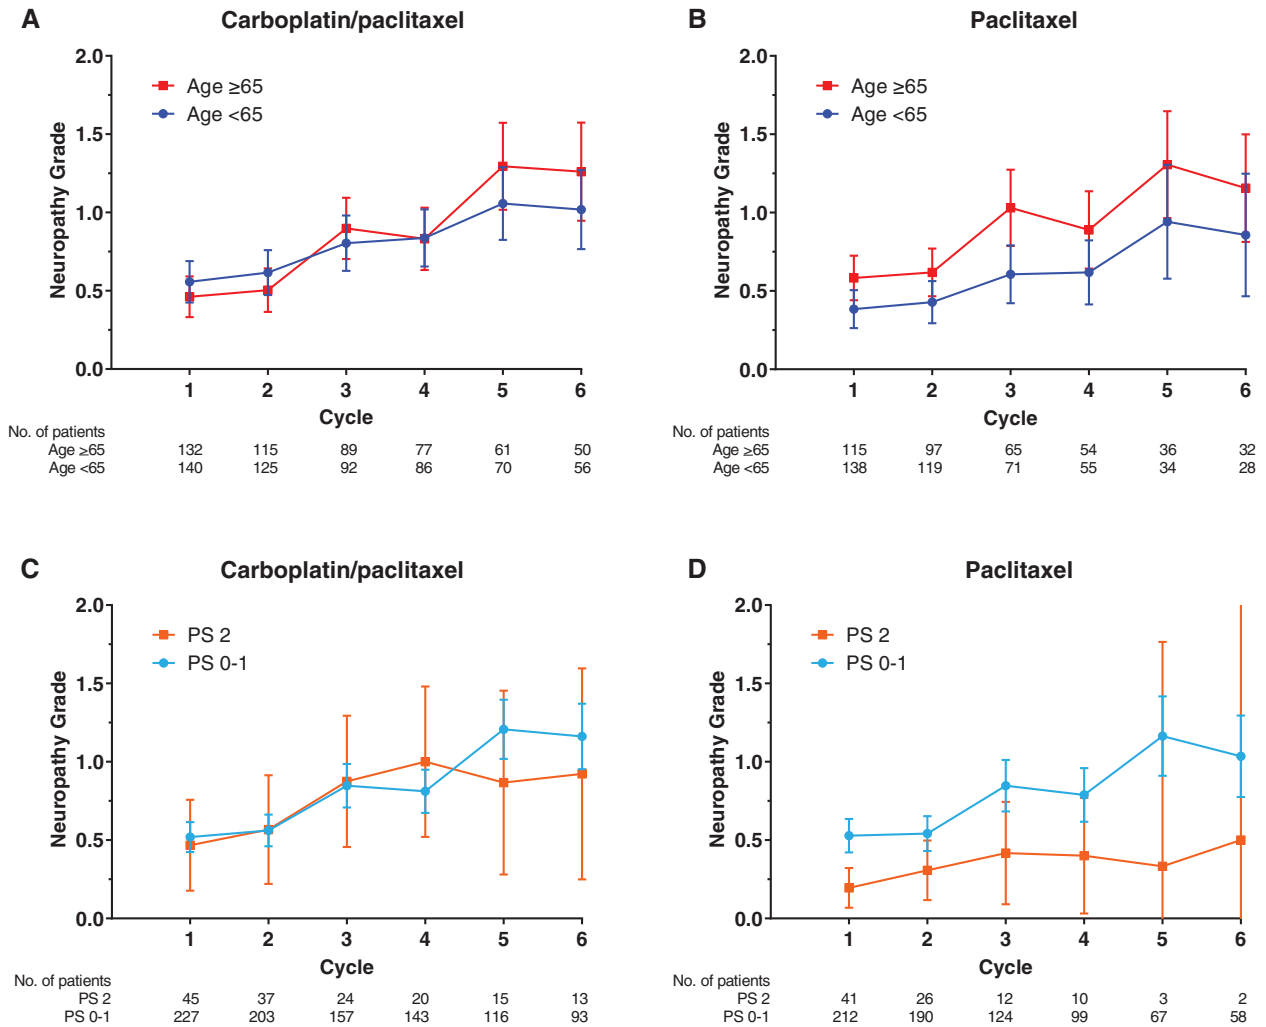 A
Carboplatin/paclitaxel
2.0
1.5
1.0
0.5
0.0
Neuropathy Grade
Age ≥65
Age <65
1 2 3 4 5 6
Cycle
No. of patients
Age ≥65 132 115 89 77 61 50
Age <65 140 125 92 86 70 56
B
Paclitaxel
2.0
1.5
1.0
0.5
0.0
Neuropathy Grade
Age ≥65
Age <65
1 2 3 4 5 6
Cycle
No. of patients
Age ≥65 115 97 65 54 36 32
Age <65 138 119 71 55 34 28
C
Carboplatin/paclitaxel
2.0
1.5
1.0
0.5
0.0
Neuropathy Grade
PS 2
PS 0-1
1 2 3 4 5 6
Cycle
No. of patients
PS 2 45 37 24 20 15 13
PS 0-1 227 203 157 143 116 93
D
Paclitaxel
2.0
1.5
1.0
0.5
0.0
Neuropathy Grade
PS 2
PS 0-1
1 2 3 4 5 6
Cycle
No. of patients
PS 2 41 26 12 10 3 2
PS 0-1 212 190 124 99 67 58